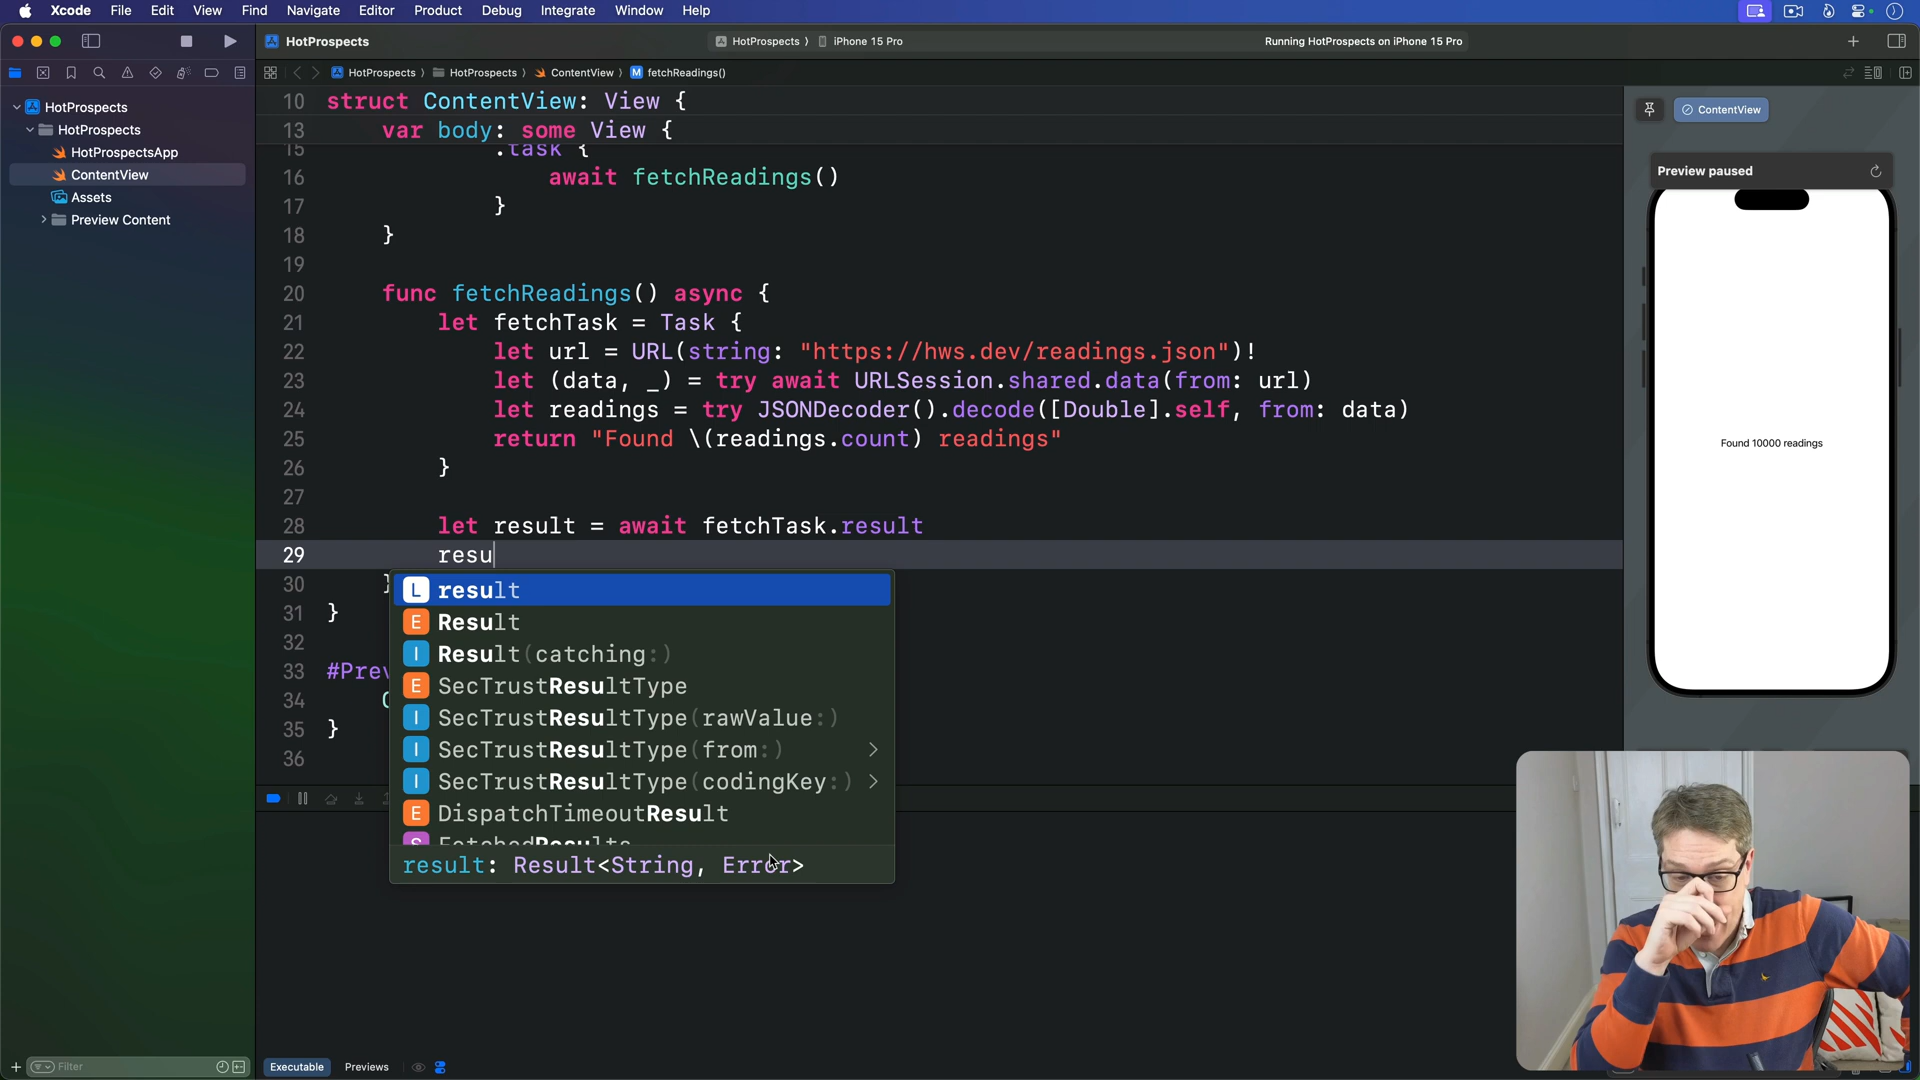 Xcode File Edit View Find Navigate Editor Product Debug Integrate Window Help
HotProspects
HotProspects 〉 iPhone 15 Pro
Running HotProspects on iPhone 15 Pro
HotProspects 〉 HotProspects 〉 ContentView 〉 M fetchReadings()
HotProspects
HotProspects
HotProspectsApp
ContentView
Assets
Preview Content
10 struct ContentView: View {
13 var body: some View {
15 .task {
16 await fetchReadings()
17 }
18 }
19
20 func fetchReadings() async {
21 let fetchTask = Task {
22 let url = URL(string: "https://hws.dev/readings.json")!
23 let (data, _) = try await URLSession.shared.data(from: url)
24 let readings = try JSONDecoder().decode([Double].self, from: data)
25 return "Found \(readings.count) readings"
26 }
27
28 let result = await fetchTask.result
29 resu
30 }
31 }
32
33 #Prev
34
35 }
36
L result
E Result
I Result(catching:)
E SecTrustResultType
I SecTrustResultType(rawValue:)
I SecTrustResultType(from:)
I SecTrustResultType(codingKey:)
E DispatchTimeoutResult
S FetchedResults
result: Result<String, Error>
ContentView
Preview paused
Found 10000 readings
Filter
Executable Previews